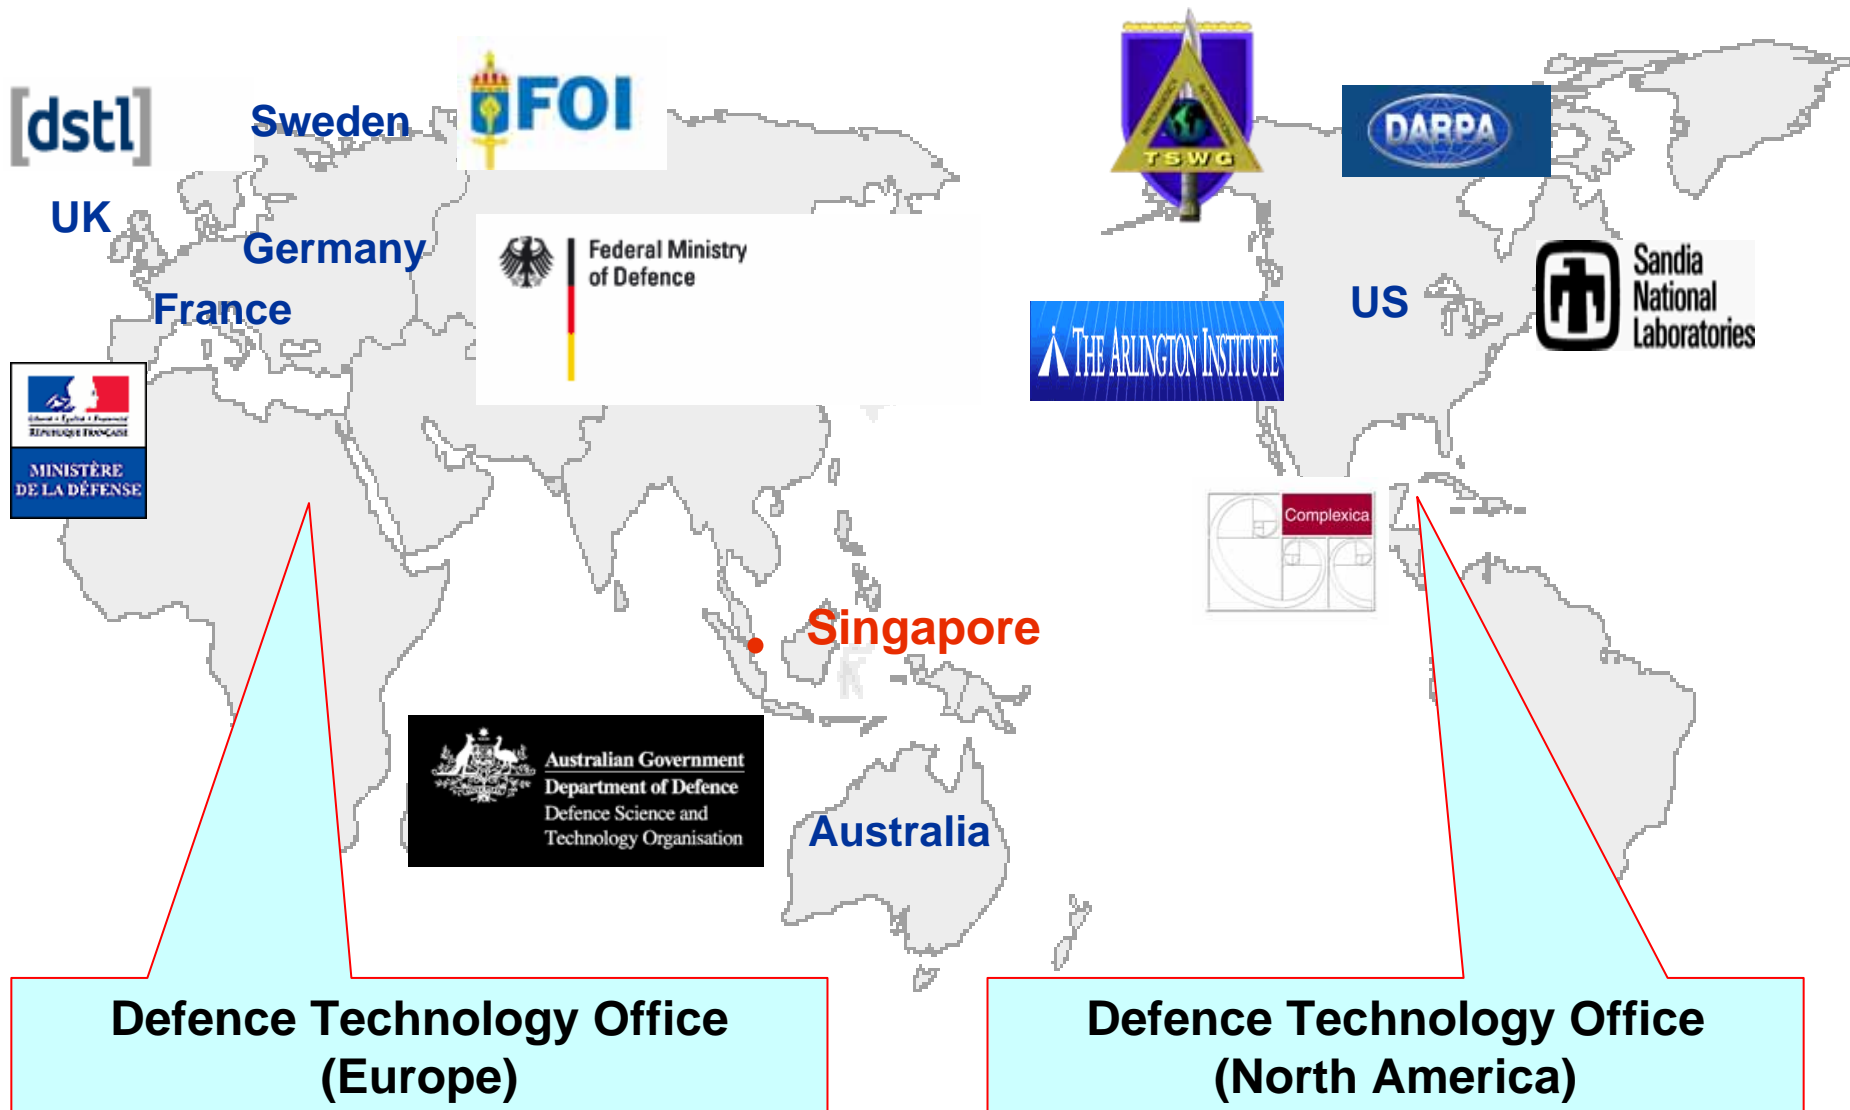 [dstl]
Sweden
FOI
UK
Germany
France
Federal Ministry
of Defence
RÉPUBLIQUE FRANÇAISE
MINISTÈRE
DE LA DÉFENSE
TSWG
DARPA
US
Sandia
National
Laboratories
THE ARLINGTON INSTITUTE
Complexica
Singapore
Australian Government
Department of Defence
Defence Science and
Technology Organisation
Australia
Defence Technology Office
(Europe)
Defence Technology Office
(North America)